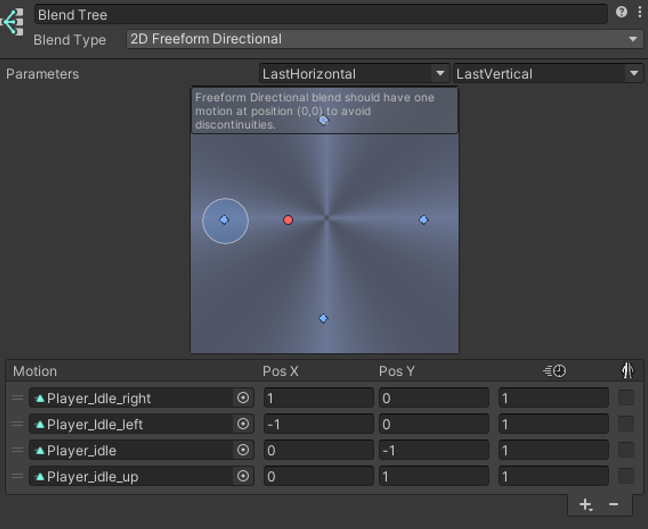 Blend Tree
Blend Type 2D Freeform Directional
Parameters LastHorizontal LastVertical
Freeform Directional blend should have one
motion at position (0,0) to avoid
discontinuities.
Motion Pos X Pos Y
Player_Idle_right 1 0 1
Player_Idle_left -1 0 1
Player_idle 0 -1 1
Player_idle_up 0 1 1